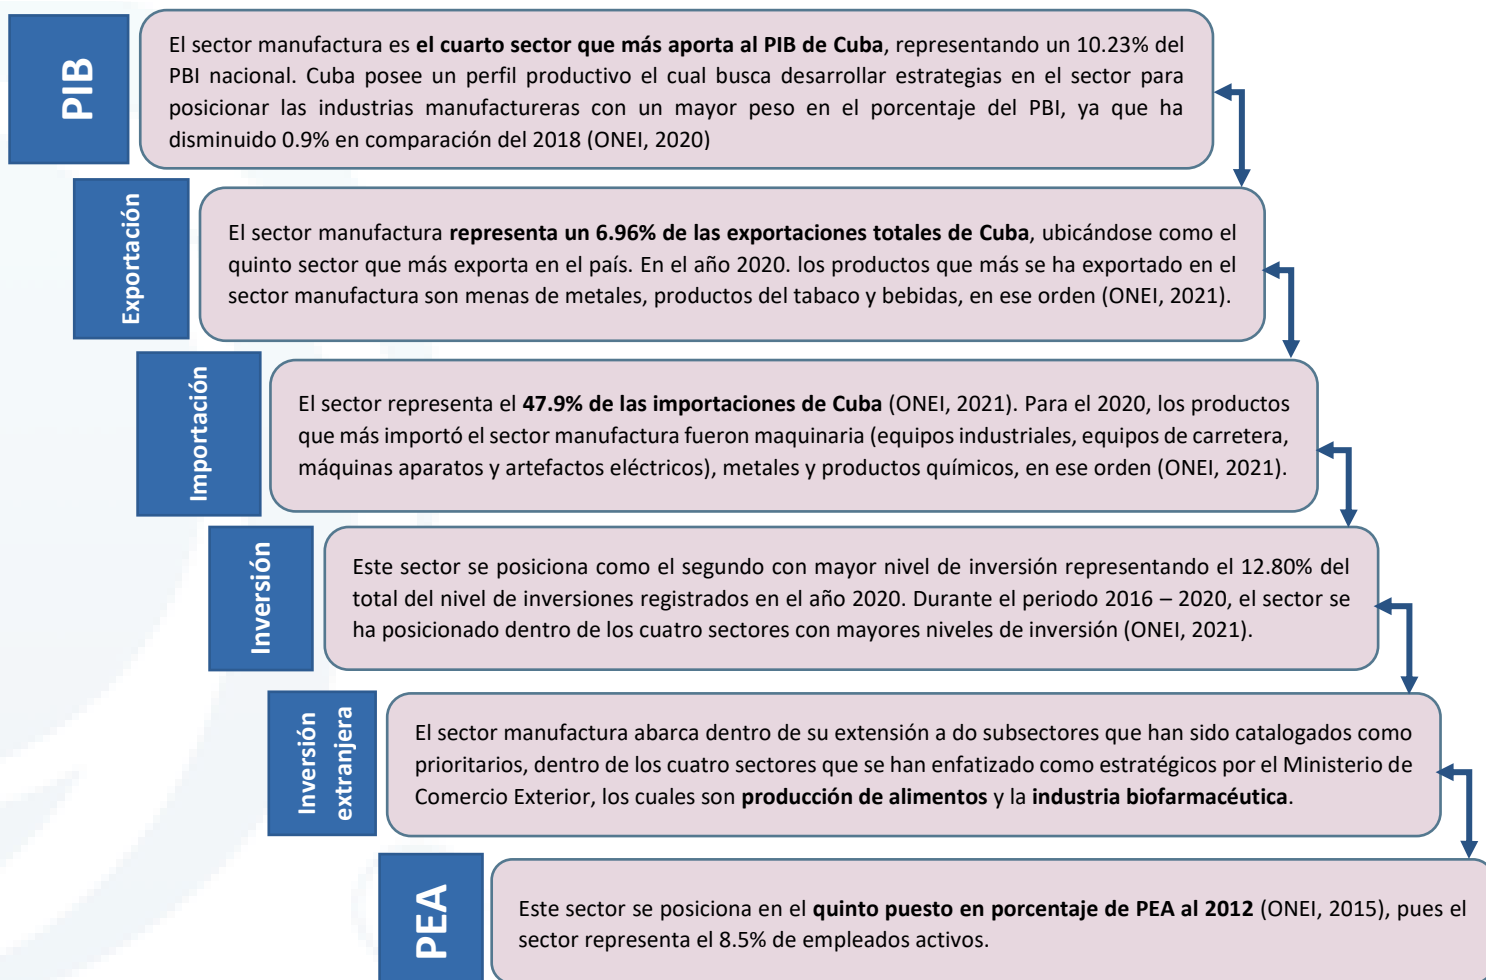 PIB
El sector manufactura es el cuarto sector que más aporta al PIB de Cuba, representando un 10.23% del
PBI nacional. Cuba posee un perfil productivo el cual busca desarrollar estrategias en el sector para
posicionar las industrias manufactureras con un mayor peso en el porcentaje del PBI, ya que ha
disminuido 0.9% en comparación del 2018 (ONEI, 2020)
Exportación
El sector manufactura representa un 6.96% de las exportaciones totales de Cuba, ubicándose como el
quinto sector que más exporta en el país. En el año 2020. los productos que más se ha exportado en el
sector manufactura son menas de metales, productos del tabaco y bebidas, en ese orden (ONEI, 2021).
Importación
El sector representa el 47.9% de las importaciones de Cuba (ONEI, 2021). Para el 2020, los productos
que más importó el sector manufactura fueron maquinaria (equipos industriales, equipos de carretera,
máquinas aparatos y artefactos eléctricos), metales y productos químicos, en ese orden (ONEI, 2021).
Inversión
Este sector se posiciona como el segundo con mayor nivel de inversión representando el 12.80% del
total del nivel de inversiones registrados en el año 2020. Durante el periodo 2016 – 2020, el sector se
ha posicionado dentro de los cuatro sectores con mayores niveles de inversión (ONEI, 2021).
Inversión
extranjera
El sector manufactura abarca dentro de su extensión a do subsectores que han sido catalogados como
prioritarios, dentro de los cuatro sectores que se han enfatizado como estratégicos por el Ministerio de
Comercio Exterior, los cuales son producción de alimentos y la industria biofarmacéutica.
PEA
Este sector se posiciona en el quinto puesto en porcentaje de PEA al 2012 (ONEI, 2015), pues el
sector representa el 8.5% de empleados activos.